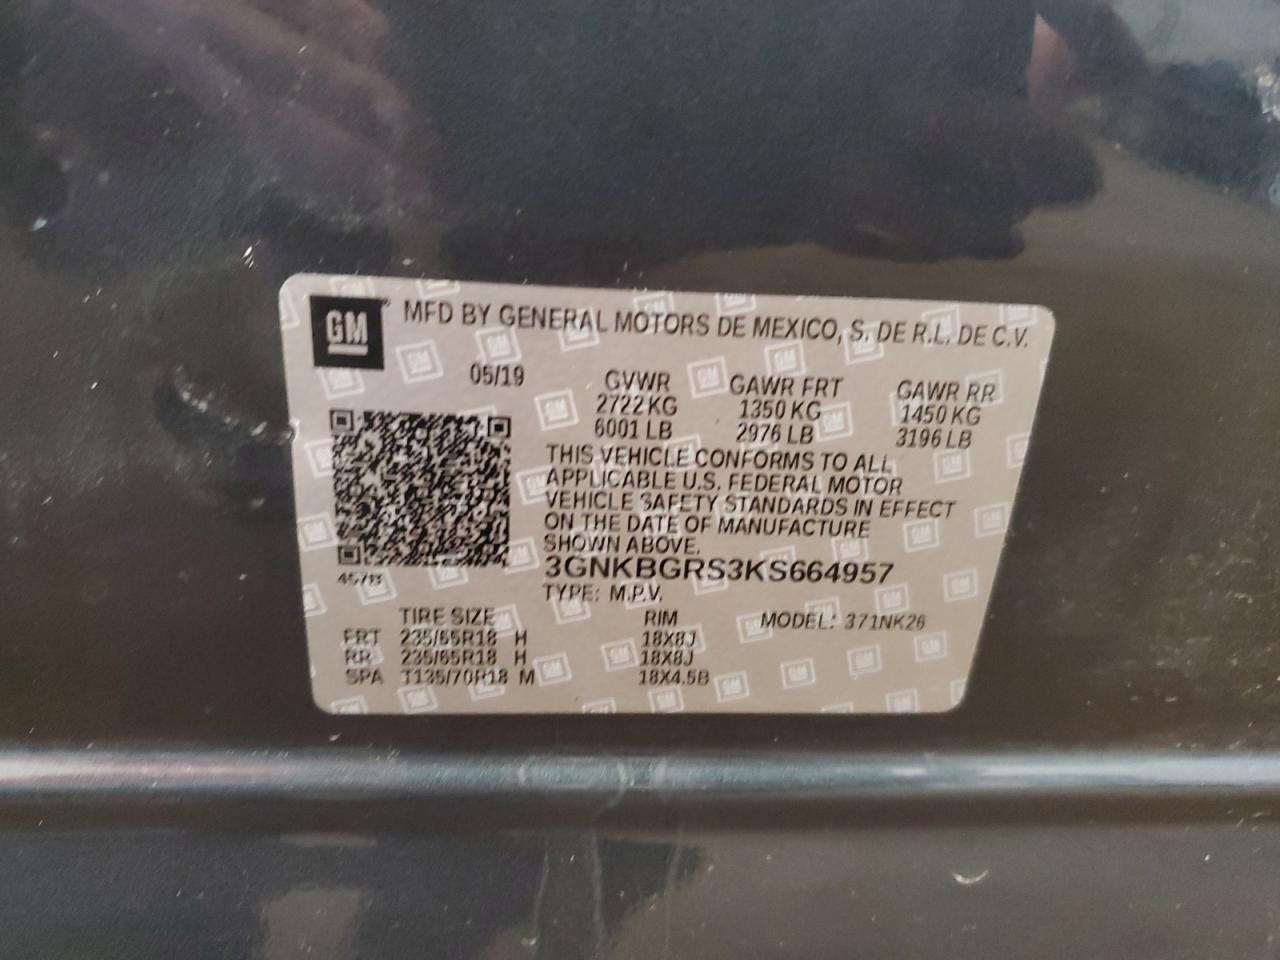 GM MFD BY GENERAL MOTORS DE MEXICO, S. DE R.L. DE C.V.
05/19 GVWR GAWR FRT GAWR RR
2722 KG 1350 KG 1450 KG
6001 LB 2976 LB 3196 LB
THIS VEHICLE CONFORMS TO ALL
APPLICABLE U.S. FEDERAL MOTOR
VEHICLE SAFETY STANDARDS IN EFFECT
ON THE DATE OF MANUFACTURE
SHOWN ABOVE.
3GNKBGRS3KS664957
457B
TYPE: M.P.V.
TIRE SIZE RIM MODEL: 371NK26
FRT 235/65R18 H 18X8J
RR 235/65R18 H 18X8J
SPA T135/70R18 M 18X4.5B